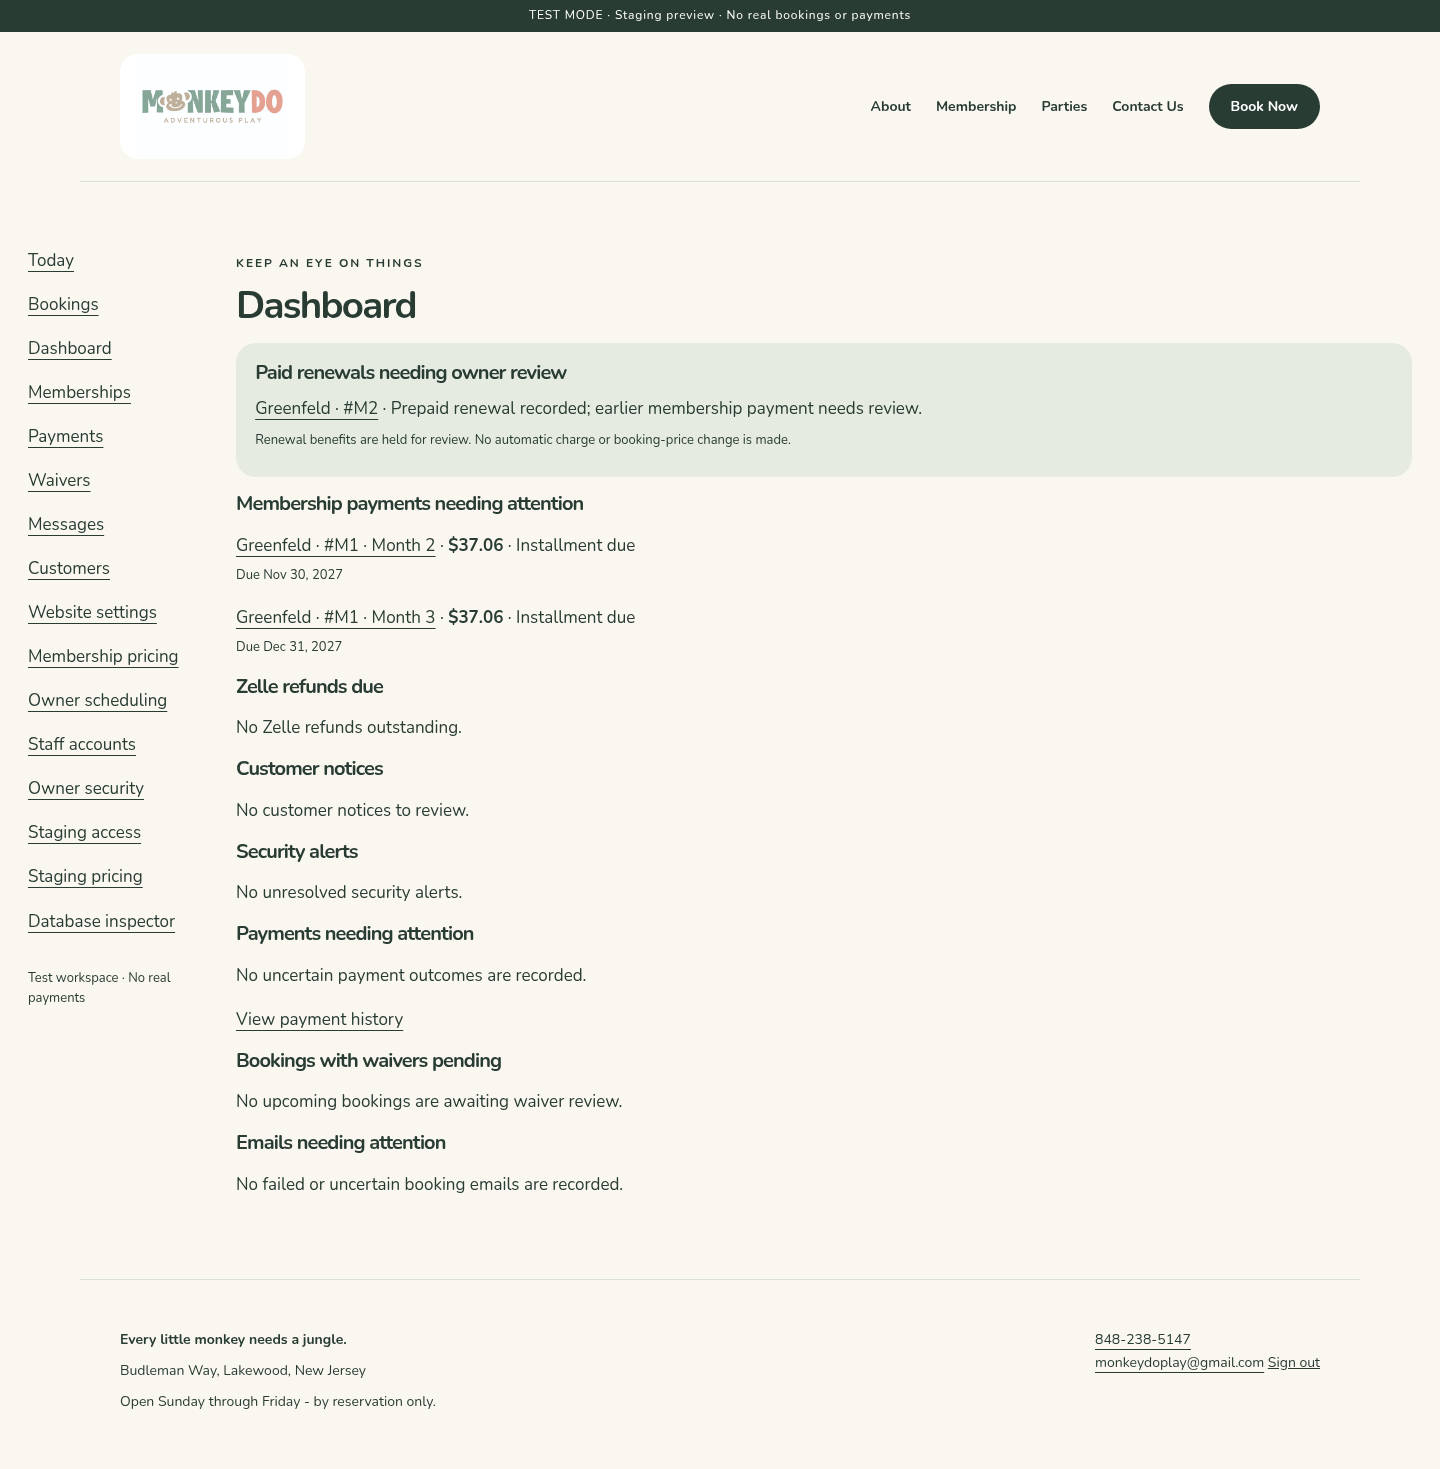 TEST MODE · Staging preview · No real bookings or payments
MONKEYDO
ADVENTUROUS PLAY
About Membership Parties Contact Us Book Now
Today
Bookings
Dashboard
Memberships
Payments
Waivers
Messages
Customers
Website settings
Membership pricing
Owner scheduling
Staff accounts
Owner security
Staging access
Staging pricing
Database inspector
Test workspace · No real
payments
KEEP AN EYE ON THINGS
Dashboard
Paid renewals needing owner review
Greenfeld · #M2 · Prepaid renewal recorded; earlier membership payment needs review.
Renewal benefits are held for review. No automatic charge or booking-price change is made.
Membership payments needing attention
Greenfeld · #M1 · Month 2 · $37.06 · Installment due
Due Nov 30, 2027
Greenfeld · #M1 · Month 3 · $37.06 · Installment due
Due Dec 31, 2027
Zelle refunds due
No Zelle refunds outstanding.
Customer notices
No customer notices to review.
Security alerts
No unresolved security alerts.
Payments needing attention
No uncertain payment outcomes are recorded.
View payment history
Bookings with waivers pending
No upcoming bookings are awaiting waiver review.
Emails needing attention
No failed or uncertain booking emails are recorded.
Every little monkey needs a jungle.
Budleman Way, Lakewood, New Jersey
Open Sunday through Friday - by reservation only.
848-238-5147
monkeydoplay@gmail.com Sign out